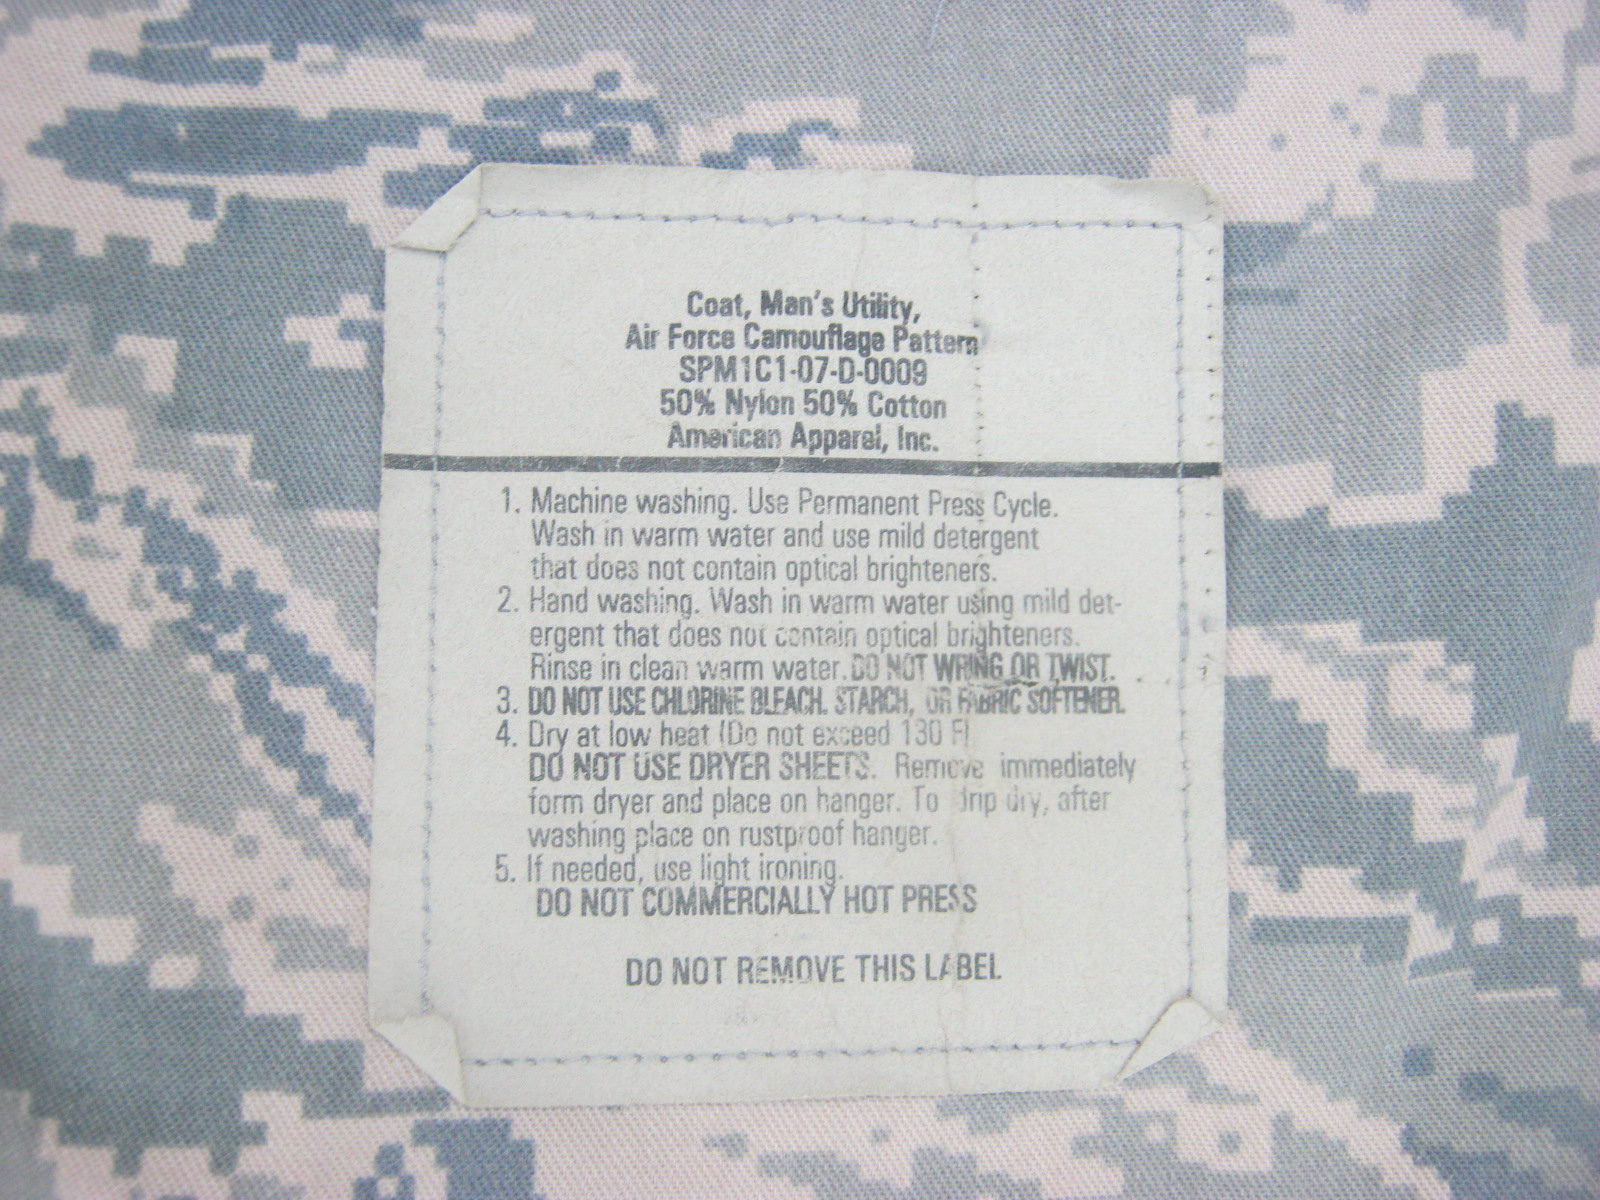 Coat, Man's Utility,
Air Force Camouflage Pattern
SPM1C1-07-D-0009
50% Nylon 50% Cotton
American Apparel, Inc.
1. Machine washing. Use Permanent Press Cycle.
Wash in warm water and use mild detergent
that does not contain optical brighteners.
2. Hand washing. Wash in warm water using mild det-
ergent that does not contain optical brighteners.
Rinse in clean warm water. DO NOT WRING OR TWIST.
3. DO NOT USE CHLORINE BLEACH. STARCH, OR FABRIC SOFTENER.
4. Dry at low heat (Do not exceed 130 F)
DO NOT USE DRYER SHEETS. Remove immediately
form dryer and place on hanger. To drip dry, after
washing place on rustproof hanger.
5. If needed, use light ironing.
DO NOT COMMERCIALLY HOT PRESS
DO NOT REMOVE THIS LABEL